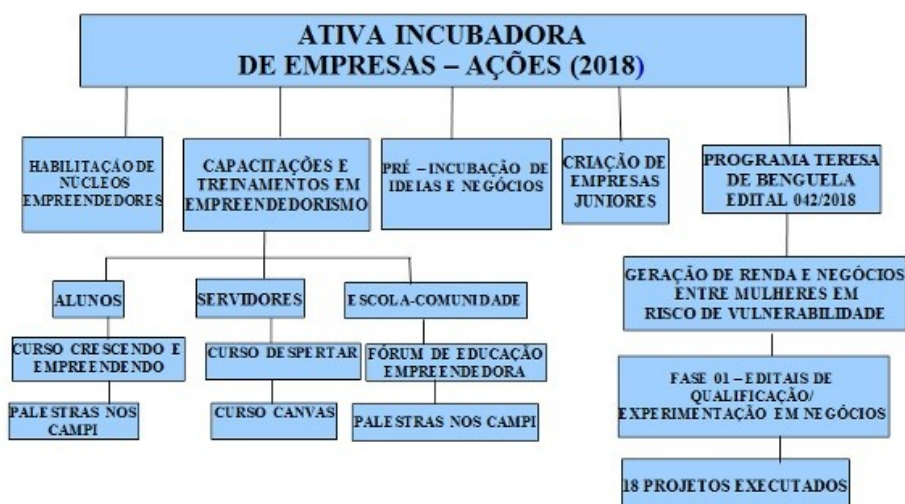 ATIVA INCUBADORA
DE EMPRESAS – AÇÕES (2018)
HABILITAÇÃO DE
NÚCLEOS
EMPREENDEDORES
CAPACITAÇÕES E
TREINAMENTOS EM
EMPREENDEDORISMO
PRÉ – INCUBAÇÃO DE
IDEIAS E NEGÓCIOS
CRIAÇÃO DE
EMPRESAS
JUNIORES
PROGRAMA TERESA
DE BENGUELA
EDITAL 042/2018
ALUNOS
SERVIDORES
ESCOLA-COMUNIDADE
GERAÇÃO DE RENDA E NEGÓCIOS
ENTRE MULHERES EM
RISCO DE VULNERABILIDADE
CURSO CRESCENDO E
EMPREENDENDO
CURSO DESPERTAR
FÓRUM DE EDUCAÇÃO
EMPREENDEDORA
FASE 01 – EDITAIS DE
QUALIFICAÇÃO/
EXPERIMENTAÇÃO EM NEGÓCIOS
PALESTRAS NOS
CAMPI
CURSO CANVAS
PALESTRAS NOS CAMPI
18 PROJETOS EXECUTADOS